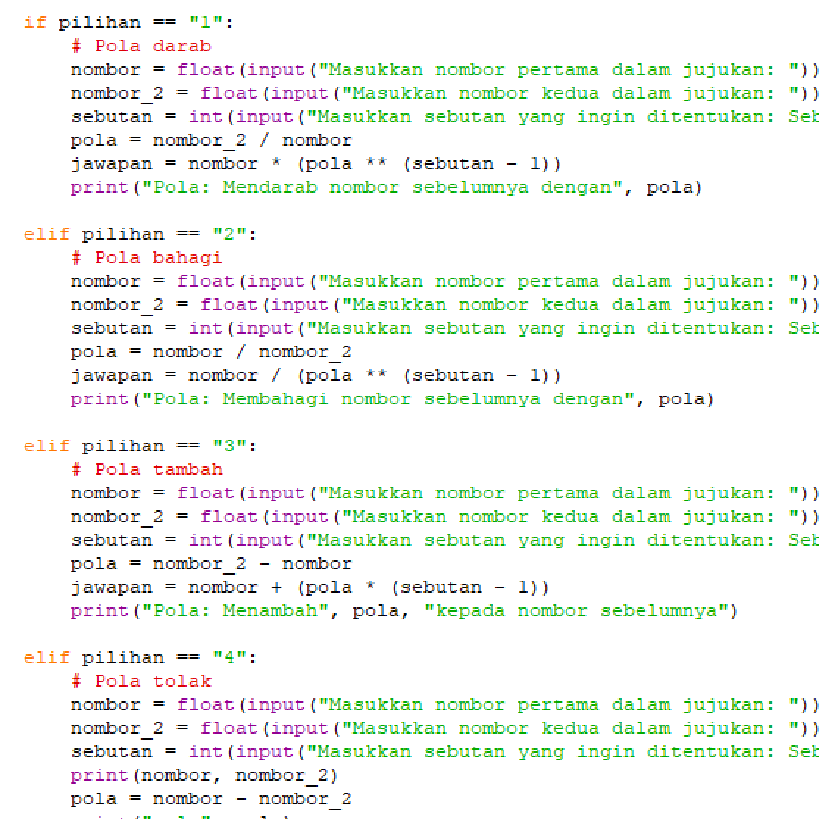 if pilihan == "1":
# Pola darab
nombor = float(input("Masukkan nombor pertama dalam jujukan: "))
nombor_2 = float(input("Masukkan nombor kedua dalam jujukan: "))
sebutan = int(input("Masukkan sebutan yang ingin ditentukan: Seb
pola = nombor_2 / nombor
jawapan = nombor * (pola ** (sebutan - 1))
print("Pola: Mendarab nombor sebelumnya dengan", pola)
elif pilihan == "2":
# Pola bahagi
nombor = float(input("Masukkan nombor pertama dalam jujukan: "))
nombor_2 = float(input("Masukkan nombor kedua dalam jujukan: "))
sebutan = int(input("Masukkan sebutan yang ingin ditentukan: Seb
pola = nombor / nombor_2
jawapan = nombor / (pola ** (sebutan - 1))
print("Pola: Membahagi nombor sebelumnya dengan", pola)
elif pilihan == "3":
# Pola tambah
nombor = float(input("Masukkan nombor pertama dalam jujukan: "))
nombor_2 = float(input("Masukkan nombor kedua dalam jujukan: "))
sebutan = int(input("Masukkan sebutan yang ingin ditentukan: Seb
pola = nombor_2 - nombor
jawapan = nombor + (pola * (sebutan - 1))
print("Pola: Menambah", pola, "kepada nombor sebelumnya")
elif pilihan == "4":
# Pola tolak
nombor = float(input("Masukkan nombor pertama dalam jujukan: "))
nombor_2 = float(input("Masukkan nombor kedua dalam jujukan: "))
sebutan = int(input("Masukkan sebutan yang ingin ditentukan: Seb
print(nombor, nombor_2)
pola = nombor - nombor_2